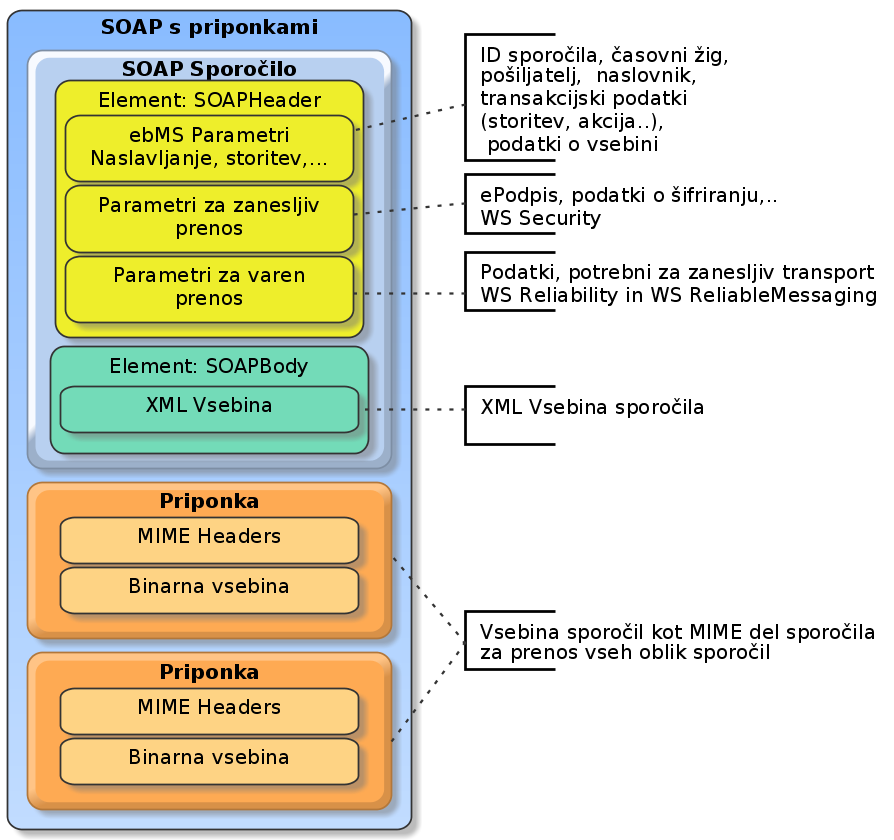 SOAP s priponkami
SOAP Sporočilo
Element: SOAPHeader
ebMS Parametri
Naslavljanje, storitev,...
Parametri za zanesljiv
prenos
Parametri za varen
prenos
Element: SOAPBody
XML Vsebina
Priponka
MIME Headers
Binarna vsebina
Priponka
MIME Headers
Binarna vsebina
ID sporočila, časovni žig,
pošiljatelj, naslovnik,
transakcijski podatki
(storitev, akcija..),
podatki o vsebini
ePodpis, podatki o šifriranju,..
WS Security
Podatki, potrebni za zanesljiv transport
WS Reliability in WS ReliableMessaging
XML Vsebina sporočila
Vsebina sporočil kot MIME del sporočila
za prenos vseh oblik sporočil